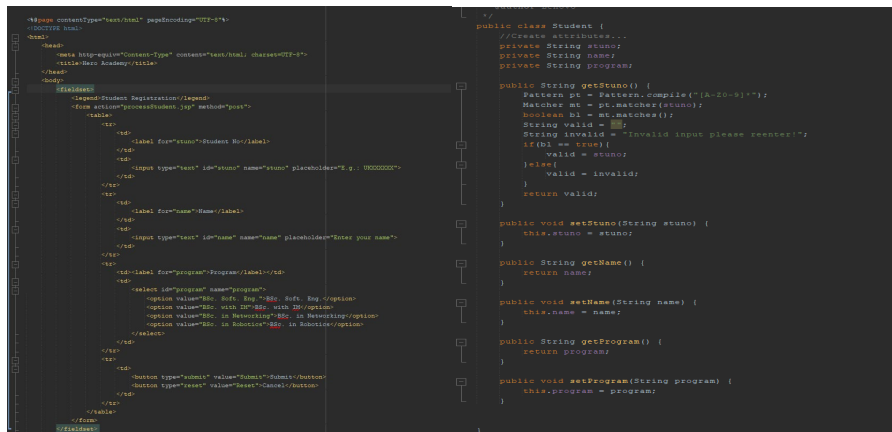 <%@page contentType="text/html" pageEncoding="UTF-8"%>
<!DOCTYPE html>
<html>
<head>
<meta http-equiv="Content-Type" content="text/html; charset=UTF-8">
<title>Hero Academy</title>
</head>
<body>
<fieldset>
<legend>Student Registration</legend>
<form action="processStudent.jsp" method="post">
<table>
<tr>
<td>
<label for="stuno">Student No</label>
</td>
<td>
<input type="text" id="stuno" name="stuno" placeholder="E.g.: UKXXXXXX">
</td>
</tr>
<tr>
<td>
<label for="name">Name</label>
</td>
<td>
<input type="text" id="name" name="name" placeholder="Enter your name">
</td>
</tr>
<tr>
<td><label for="program">Program</label></td>
<td>
<select id="program" name="program">
<option value="BSc. Soft. Eng.">BSc. Soft. Eng.</option>
<option value="BSc. with IM">BSc. with IM</option>
<option value="BSc. in Networking">BSc. in Networking</option>
<option value="BSc. in Robotics">BSc. in Robotics</option>
</select>
</td>
</tr>
<tr>
<td>
<button type="submit" value="Submit">Submit</button>
<button type="reset" value="Reset">Cancel</button>
</td>
</tr>
</table>
</form>
</fieldset>
*/
public class Student {
//Create attributes...
private String stuno;
private String name;
private String program;
public String getStuno() {
Pattern pt = Pattern.compile("[A-Z0-9]*");
Matcher mt = pt.matcher(stuno);
boolean bl = mt.matches();
String valid = "";
String invalid = "Invalid input please reenter!";
if(bl == true){
valid = stuno;
}else{
valid = invalid;
}
return valid;
}
public void setStuno(String stuno) {
this.stuno = stuno;
}
public String getName() {
return name;
}
public void setName(String name) {
this.name = name;
}
public String getProgram() {
return program;
}
public void setProgram(String program) {
this.program = program;
}
}